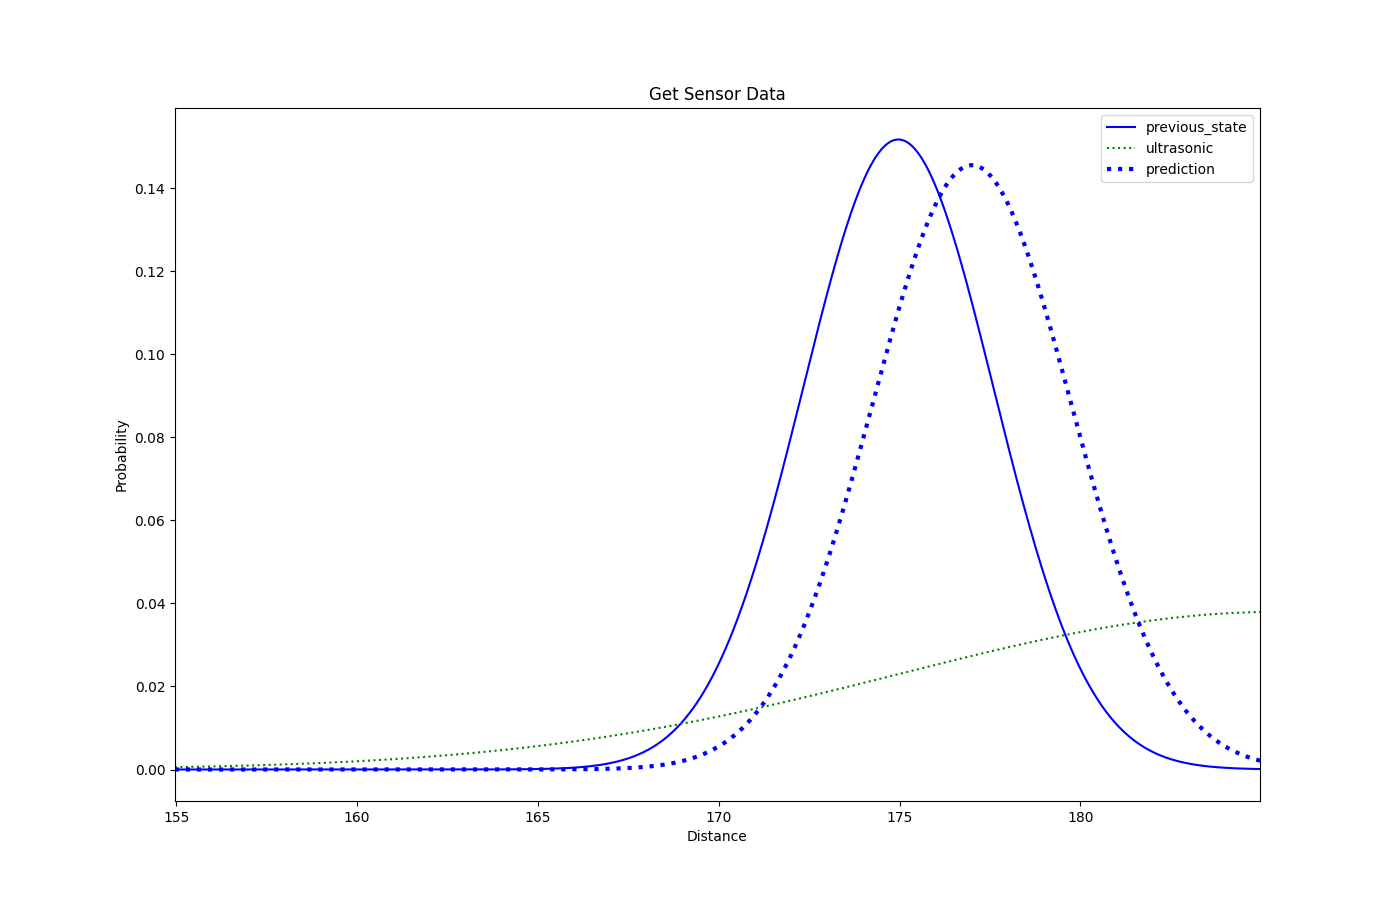 Get Sensor Data
previous_state
ultrasonic
prediction
0.14
0.12
0.10
0.08
0.06
0.04
0.02
0.00
Probability
155 160 165 170 175 180
Distance